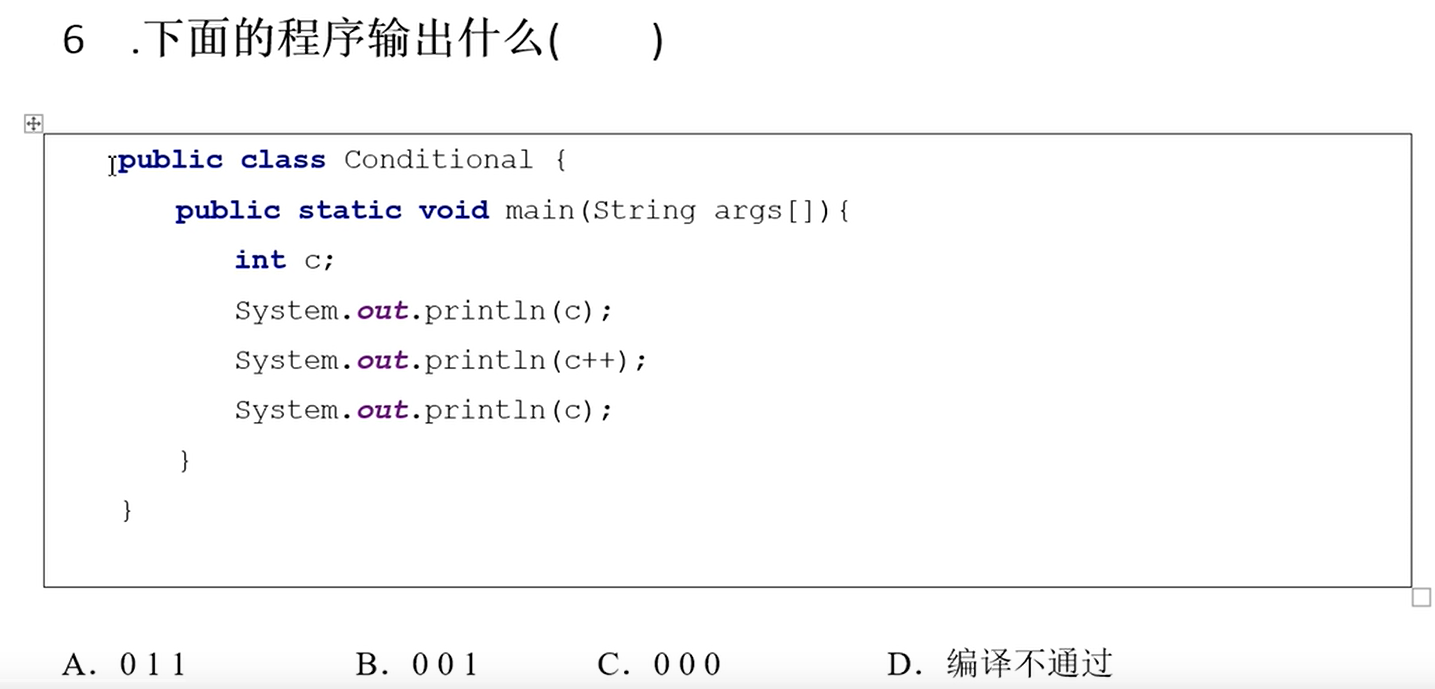 6 .下面的程序输出什么( )
public class Conditional {
public static void main(String args[]){
int c;
System.out.println(c);
System.out.println(c++);
System.out.println(c);
}
}
A. 0 1 1 B. 0 0 1 C. 0 0 0 D. 编译不通过